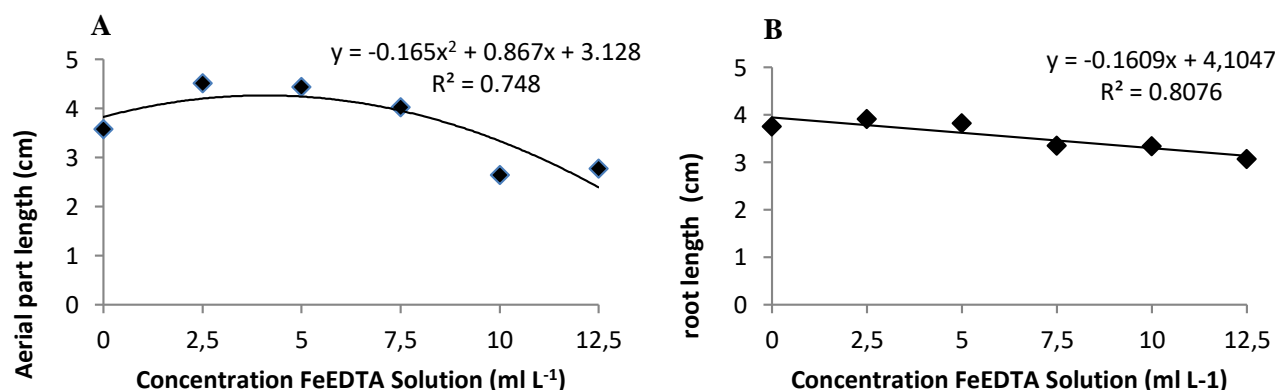 A
y = -0.165x² + 0.867x + 3.128
R² = 0.748
5
4
3
2
1
0
0 2,5 5 7,5 10 12,5
Aerial part length (cm)
Concentration FeEDTA Solution (ml L⁻¹)
B
y = -0.1609x + 4,1047
R² = 0.8076
5
4
3
2
1
0
0 2,5 5 7,5 10 12,5
root length (cm)
Concentration FeEDTA Solution (ml L-1)